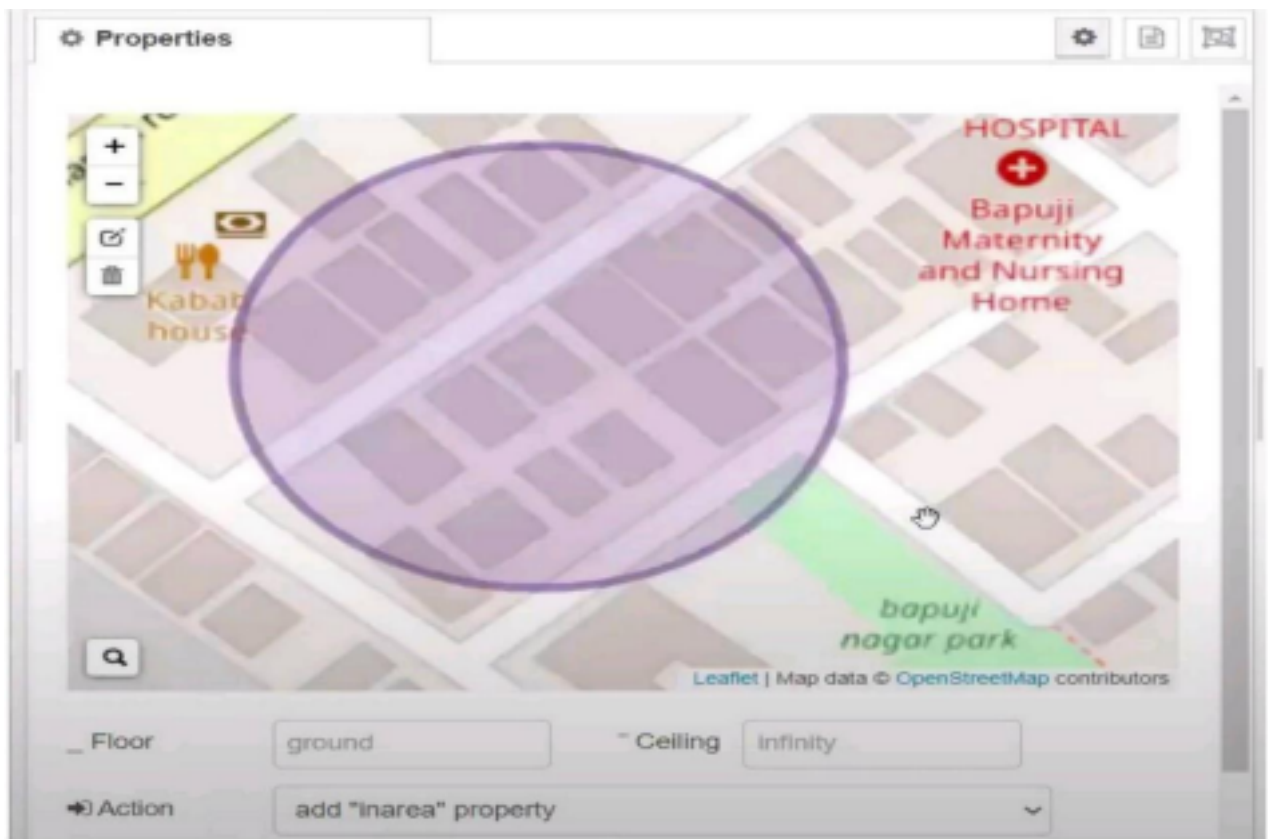 Properties
HOSPITAL
Bapuji
Maternity
and Nursing
Home
Kabab
house
bapuji
nagar park
Leaflet | Map data © OpenStreetMap contributors
Floor
ground
Ceiling
infinity
Action
add "inarea" property